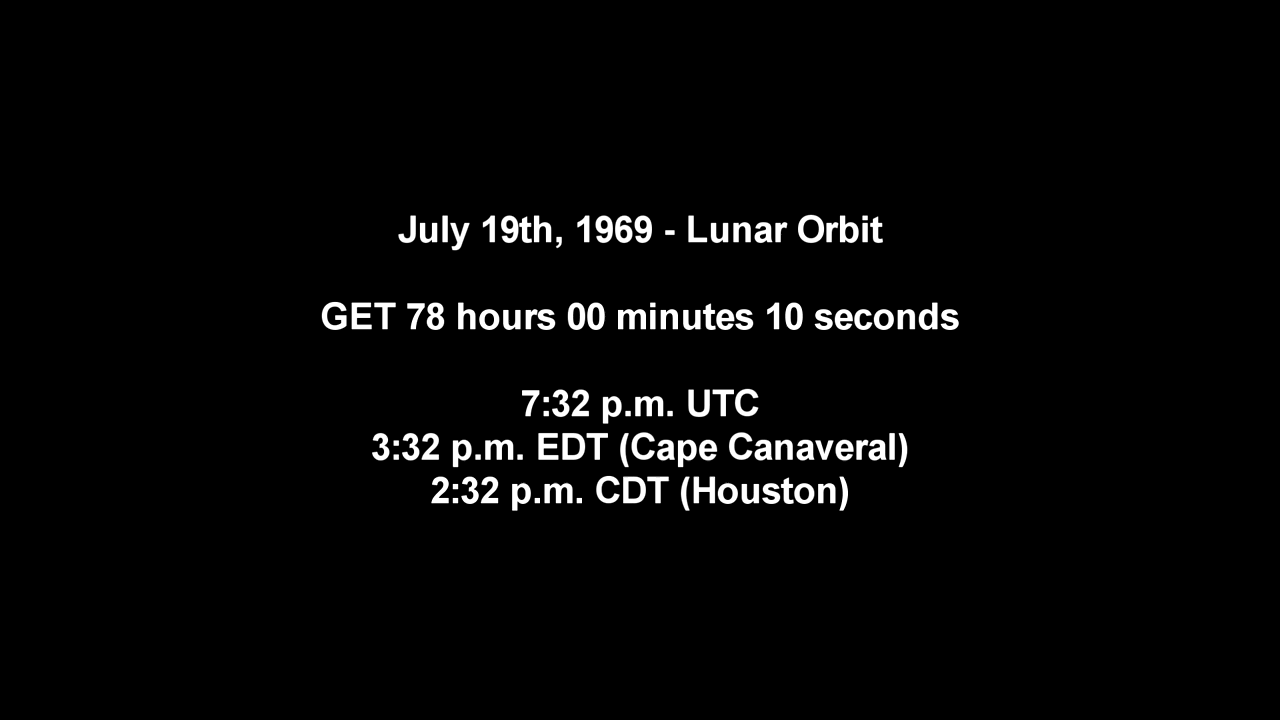 July 19th, 1969 - Lunar Orbit
GET 78 hours 00 minutes 10 seconds
7:32 p.m. UTC
3:32 p.m. EDT (Cape Canaveral)
2:32 p.m. CDT (Houston)